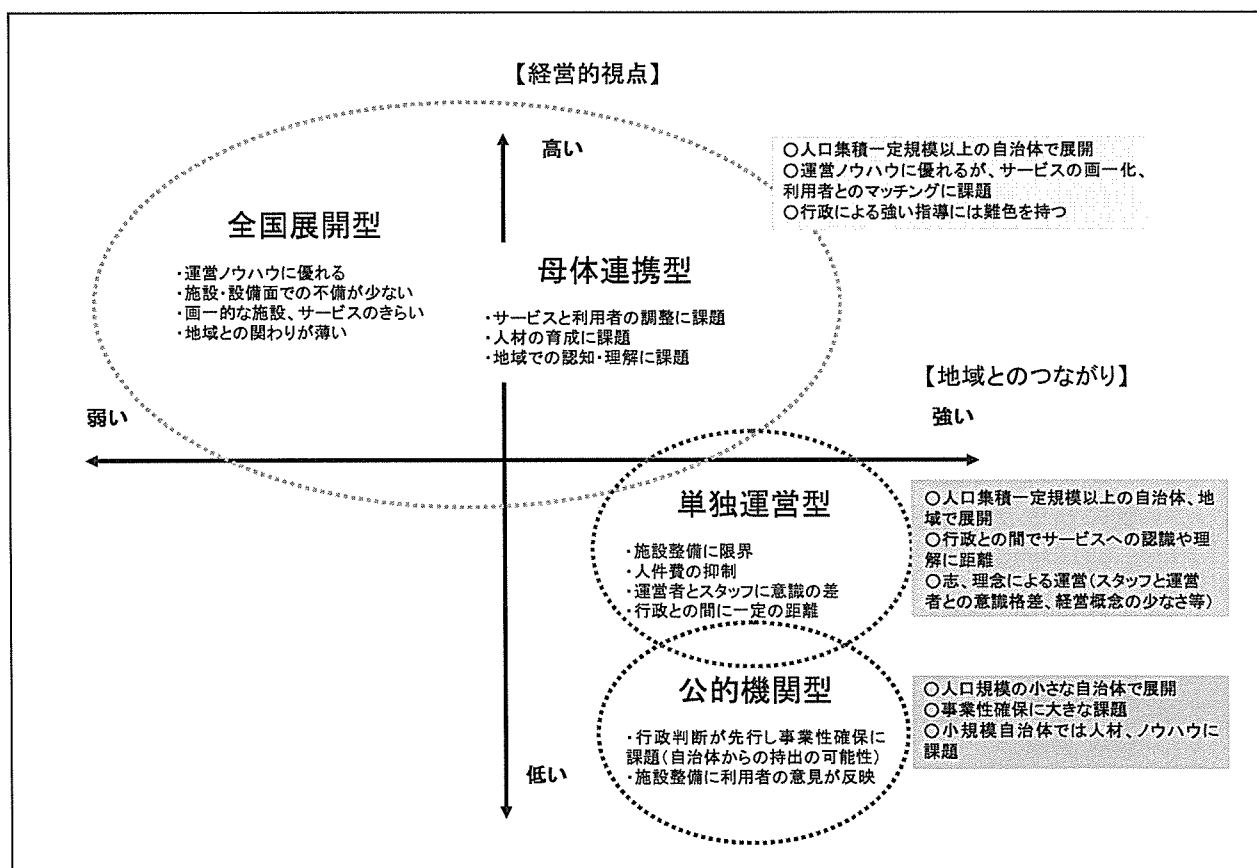 【経営的視点】
高い
○人口集積一定規模以上の自治体で展開
○運営ノウハウに優れるが、サービスの画一化、
利用者とのマッチングに課題
○行政による強い指導には難色を持つ
全国展開型
・運営ノウハウに優れる
・施設・設備面での不備が少ない
・画一的な施設、サービスのきらい
・地域との関わりが薄い
母体連携型
・サービスと利用者の調整に課題
・人材の育成に課題
・地域での認知・理解に課題
【地域とのつながり】
弱い
強い
単独運営型
・施設整備に限界
・人件費の抑制
・運営者とスタッフに意識の差
・行政との間に一定の距離
○人口集積一定規模以上の自治体、地
域で展開
○行政との間でサービスへの認識や理
解に距離
○志、理念による運営(スタッフと運営
者との意識格差、経営概念の少なさ等)
公的機関型
・行政判断が先行し事業性確保に
課題(自治体からの持出の可能性)
・施設整備に利用者の意見が反映
○人口規模の小さな自治体で展開
○事業性確保に大きな課題
○小規模自治体では人材、ノウハウに
課題
低い